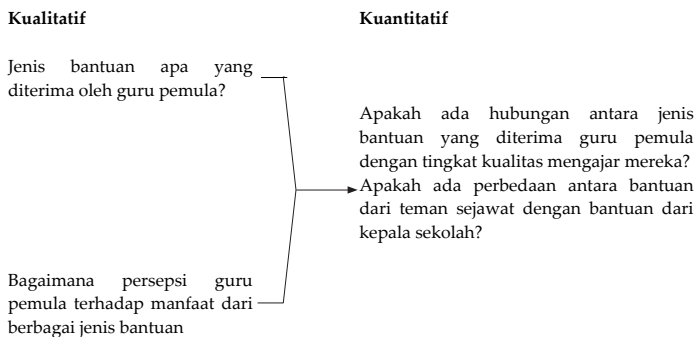 Kualitatif
Kuantitatif
Jenis bantuan apa yang
diterima oleh guru pemula?
Apakah ada hubungan antara jenis
bantuan yang diterima guru pemula
dengan tingkat kualitas mengajar mereka?
Apakah ada perbedaan antara bantuan
dari teman sejawat dengan bantuan dari
kepala sekolah?
Bagaimana persepsi guru
pemula terhadap manfaat dari
berbagai jenis bantuan